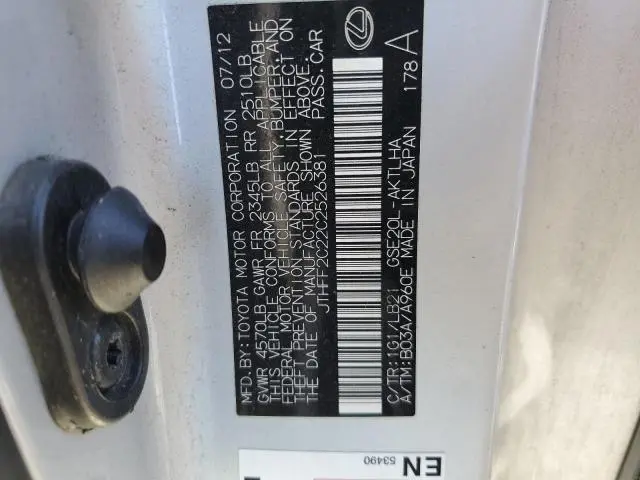 MFD. BY:TOYOTA MOTOR CORPORATION 07/12
GVWR 4570LB GAWR FR 2345LB RR 2510LB
THIS VEHICLE CONFORMS TO ALL APPLICABLE
FEDERAL MOTOR VEHICLE SAFETY,BUMPER,AND
THEFT PREVENTION STANDARDS IN EFFECT ON
THE DATE OF MANUFACTURE SHOWN ABOVE.
JTHFF2C22C2526381 PASS.CAR
C/TR:1G1/LB21 GSE20L-AKTLHA
A/TM:B03A/A960E MADE IN JAPAN 178 A
EN
53490